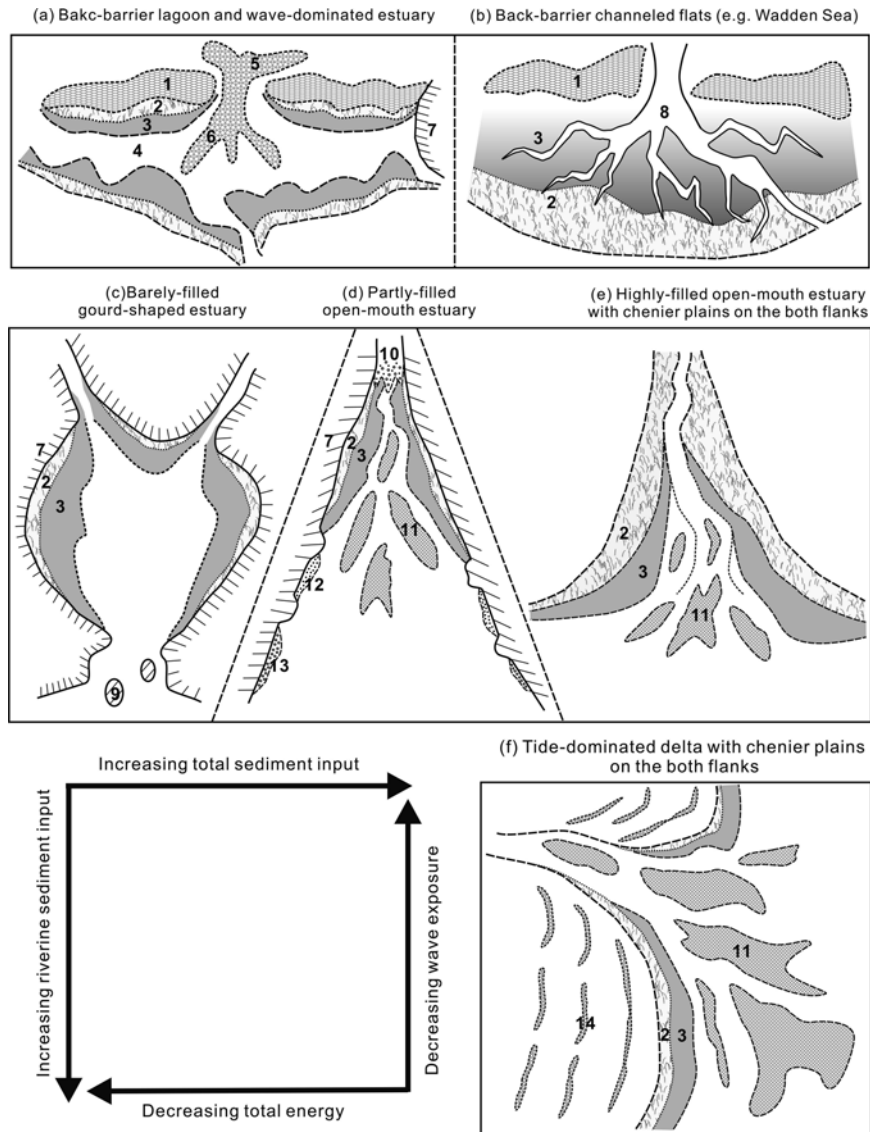 (a) Bakc-barrier lagoon and wave-dominated estuary
(b) Back-barrier channeled flats (e.g. Wadden Sea)
5
1
2
3
4
6
7
1
8
3
2
(c)Barely-filled
gourd-shaped estuary
(d) Partly-filled
open-mouth estuary
(e) Highly-filled open-mouth estuary
with chenier plains on the both flanks
7
2
3
9
10
7
2
3
11
12
13
2
3
11
Increasing total sediment input
Increasing riverine sediment input
Decreasing wave exposure
Decreasing total energy
(f) Tide-dominated delta with chenier plains
on the both flanks
11
14
2
3